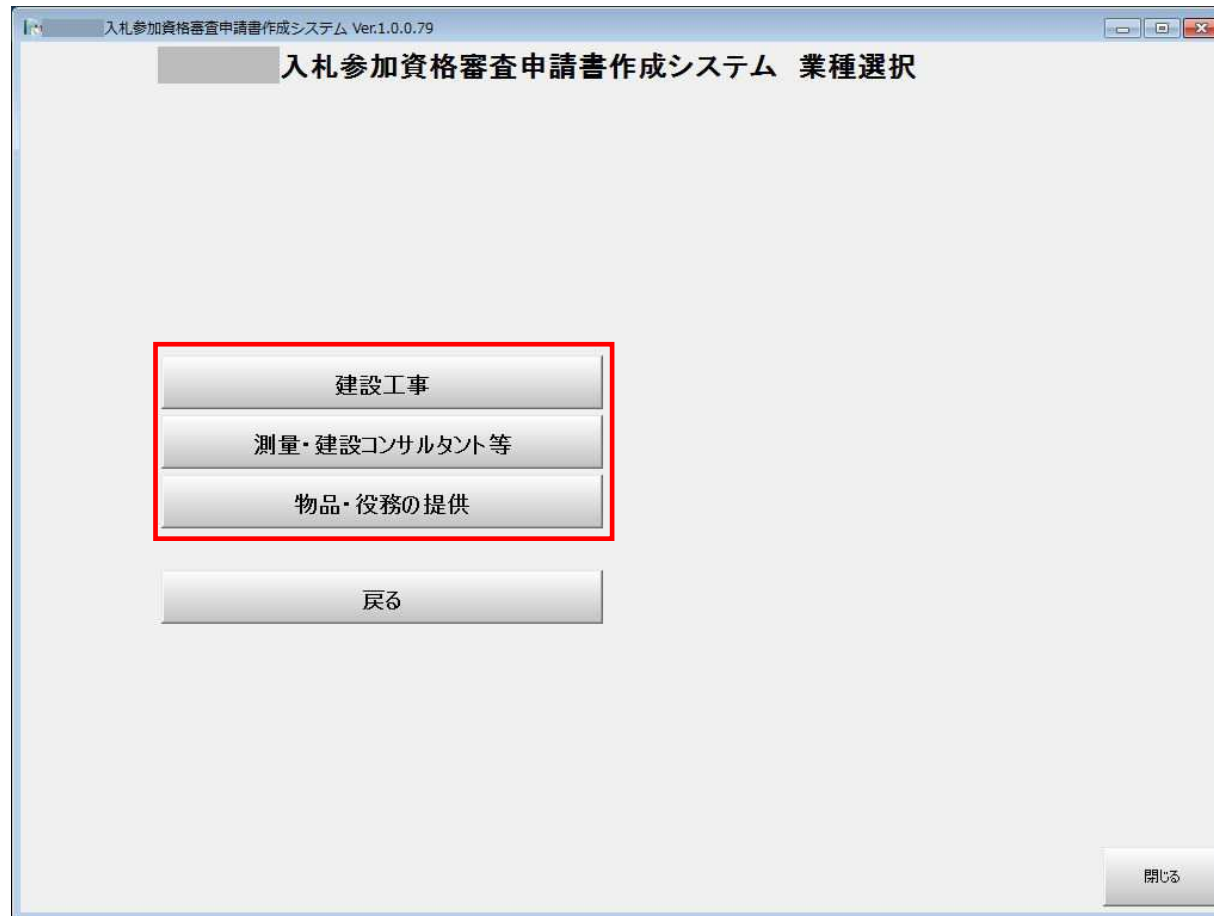 入札参加資格審査申請書作成システム Ver.1.0.0.79
入札参加資格審査申請書作成システム 業種選択
建設工事
測量・建設コンサルタント等
物品・役務の提供
戻る
閉じる